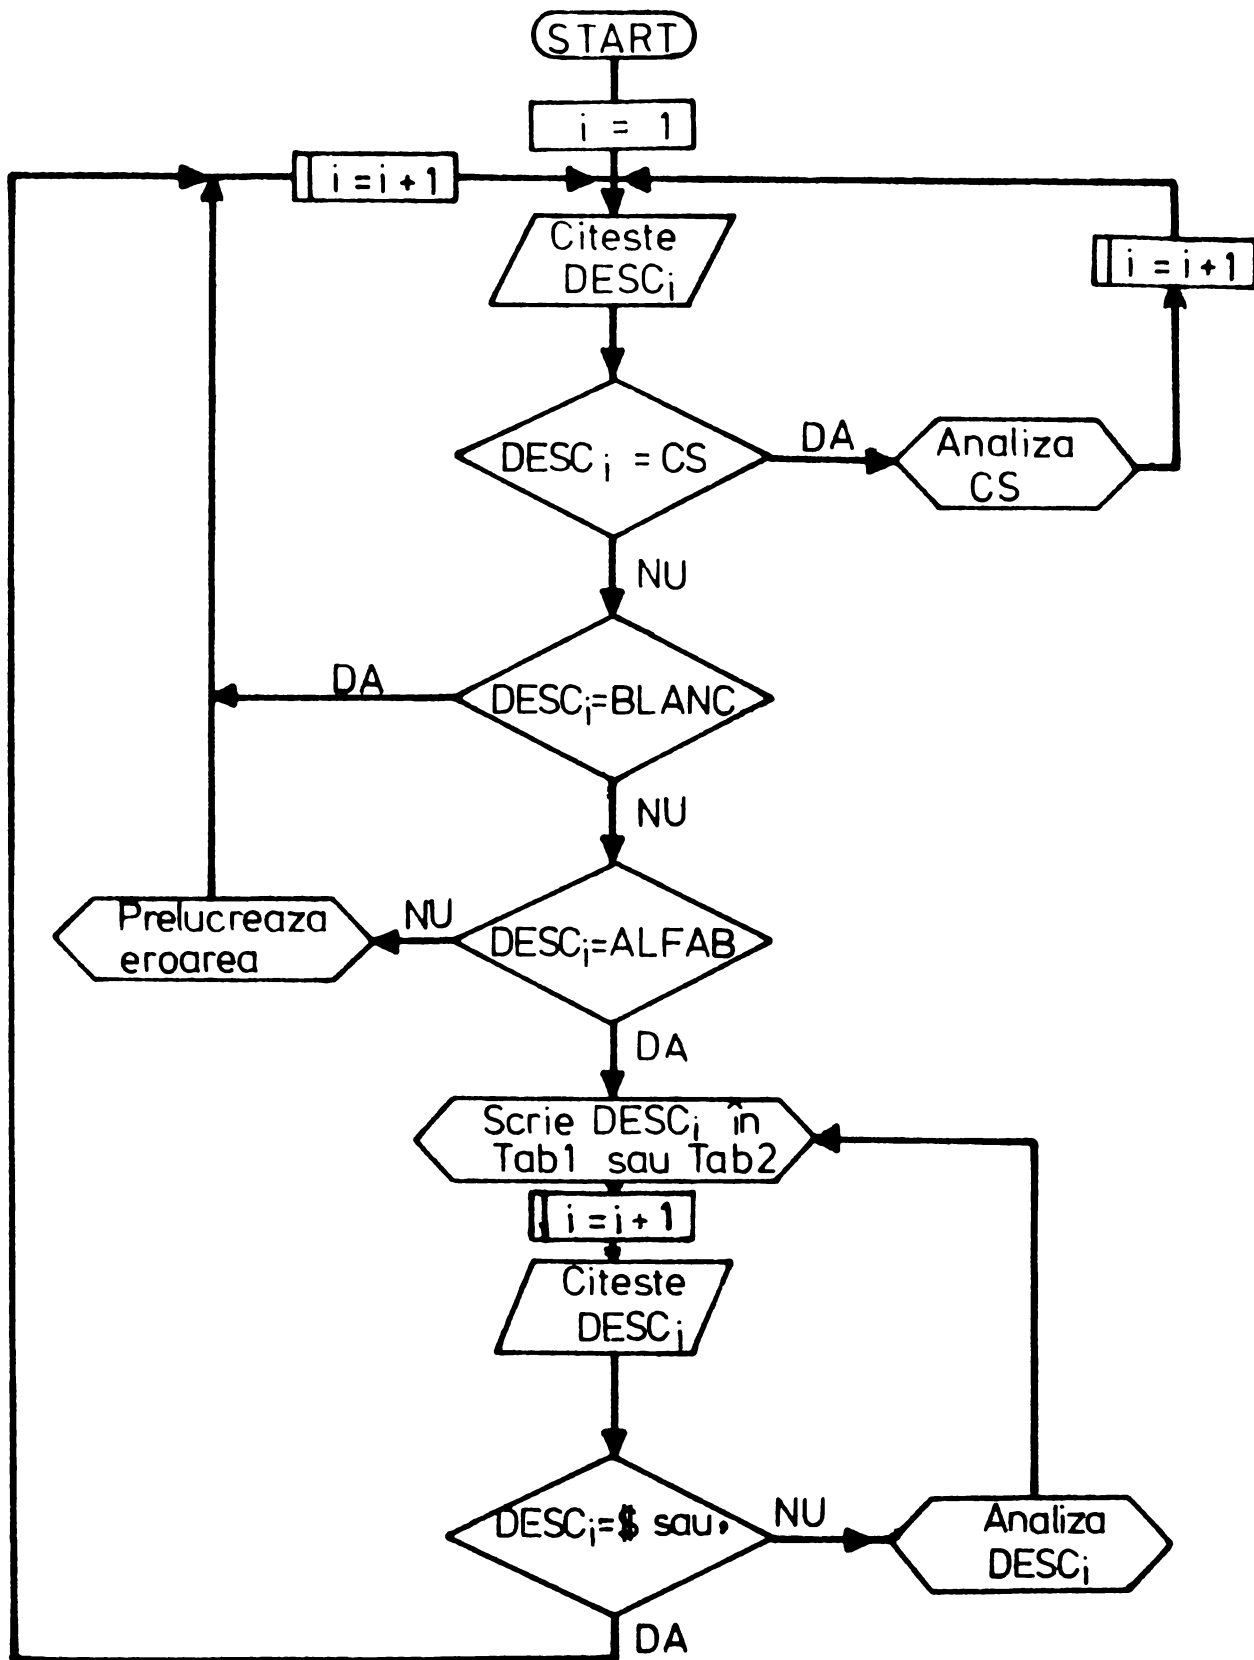 START
i = 1
i = i + 1
Citeste
DESCi
i = i + 1
DESCi = CS
DA
Analiza
CS
NU
DA
DESCi=BLANC
NU
Prelucreaza
eroarea
NU
DESCi=ALFAB
DA
Scrie DESCi în
Tab1 sau Tab2
i = i + 1
Citeste
DESCi
DESCi=$ sau,
NU
Analiza
DESCi
DA